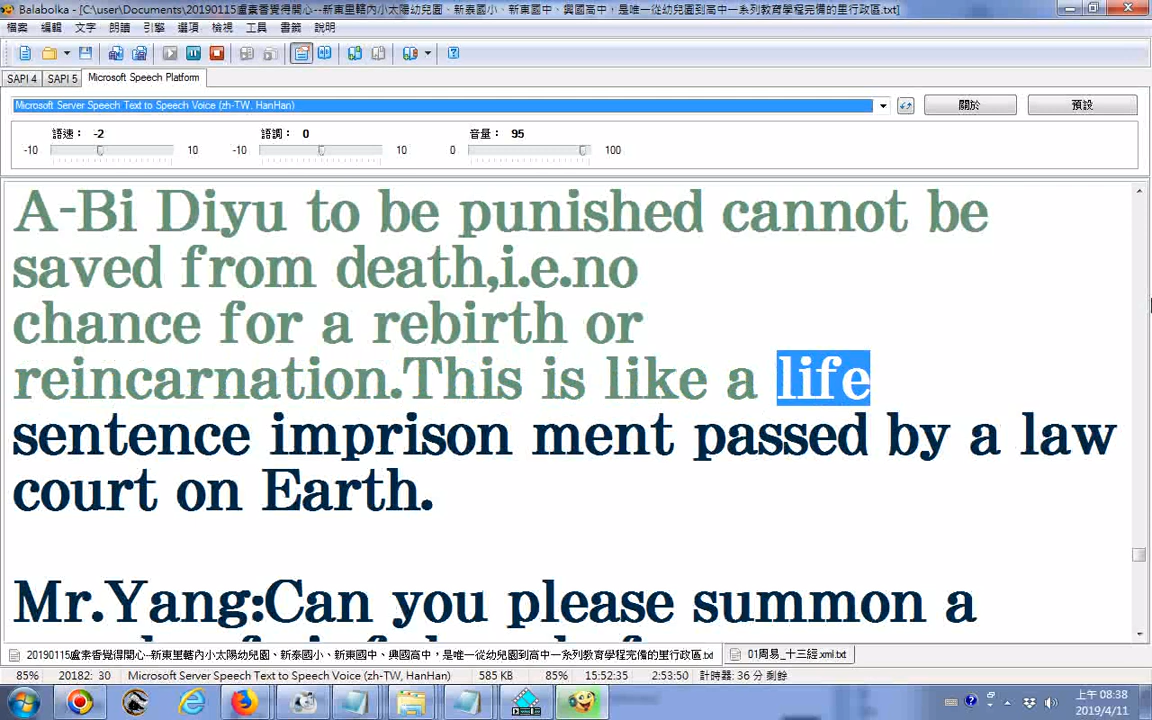 Balabolka - [C:\user\Documents\20190115盧素香覺得開心--新東里轄內小太陽幼兒園、新泰國小、新東國中、興國高中，是唯一從幼兒園到高中一系列教育學程完備的里行政區.txt]
檔案 編輯 文字 朗讀 引擎 選項 檢視 工具 書籤 說明
SAPI 4 SAPI 5 Microsoft Speech Platform
Microsoft Server Speech Text to Speech Voice (zh-TW, HanHan) 關於 預設
語速： -2 語調： 0 音量： 95
-10 10 -10 10 0 100
A-Bi Diyu to be punished cannot be
saved from death,i.e.no
chance for a rebirth or
reincarnation.This is like a life
sentence imprison ment passed by a law
court on Earth.
Mr.Yang:Can you please summon a
20190115盧素香覺得開心--新東里轄內小太陽幼兒園、新泰國小、新東國中、興國高中，是唯一從幼兒園到高中一系列教育學程完備的里行政區.txt 01周易_十三經.xml.txt
85% 20182: 30 Microsoft Server Speech Text to Speech Voice (zh-TW, HanHan) 585 KB 85% 15:52:35 2:53:50 計時器: 36 分 剩餘
上午 08:38
2019/4/11